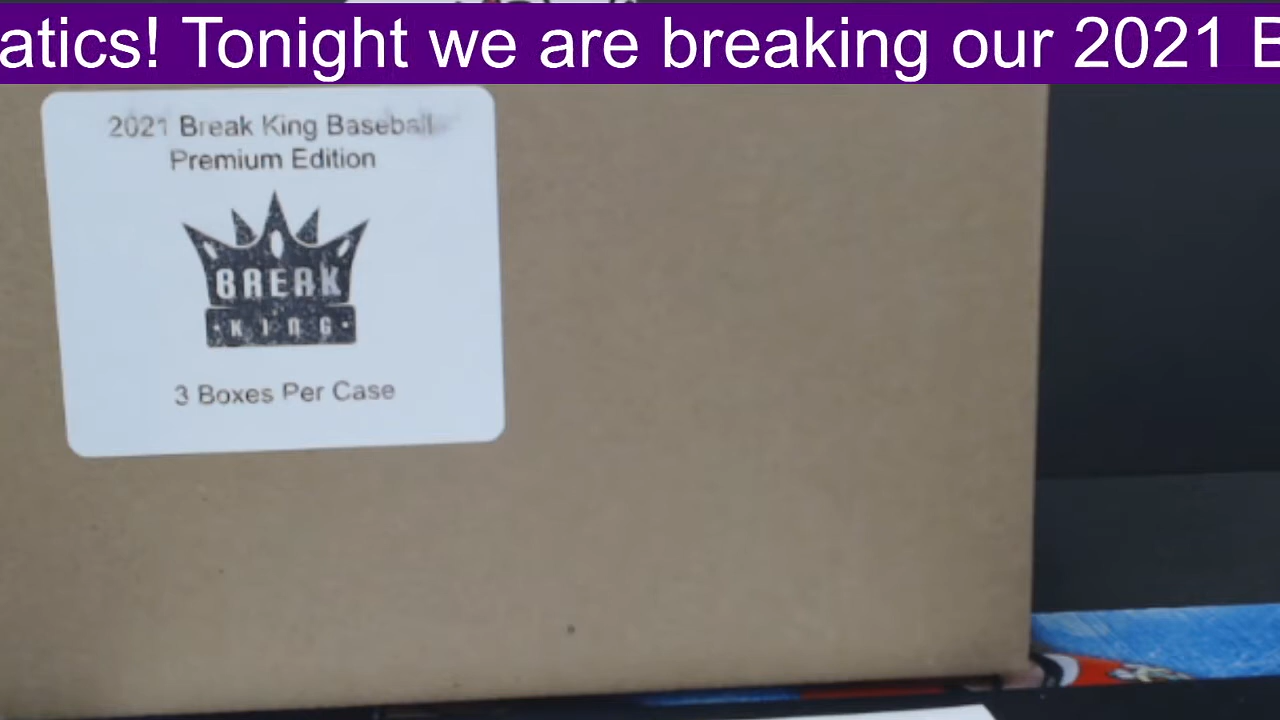 atics! Tonight we are breaking our 2021
2021 Break King Baseball
Premium Edition
BREAK
KING
3 Boxes Per Case